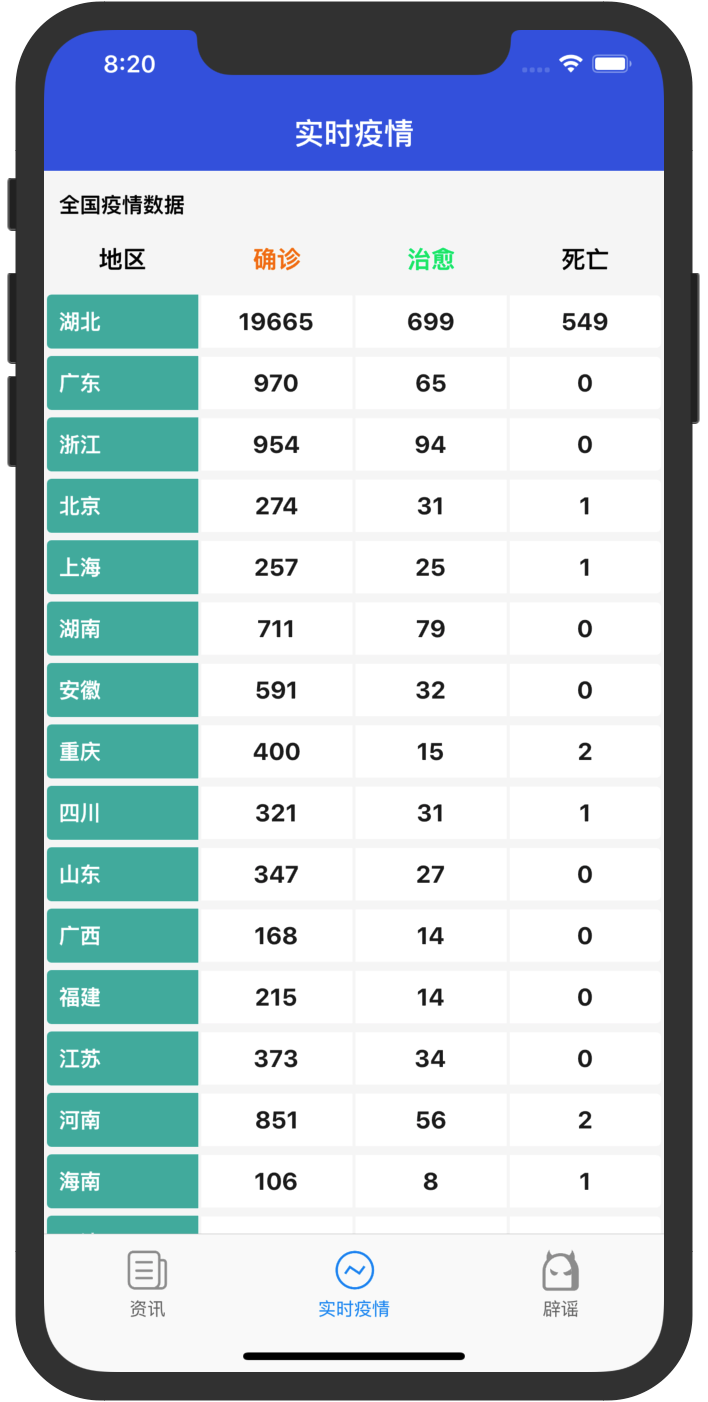 8:20
实时疫情
全国疫情数据
地区 确诊 治愈 死亡
湖北 19665 699 549
广东 970 65 0
浙江 954 94 0
北京 274 31 1
上海 257 25 1
湖南 711 79 0
安徽 591 32 0
重庆 400 15 2
四川 321 31 1
山东 347 27 0
广西 168 14 0
福建 215 14 0
江苏 373 34 0
河南 851 56 2
海南 106 8 1
资讯 实时疫情 辟谣